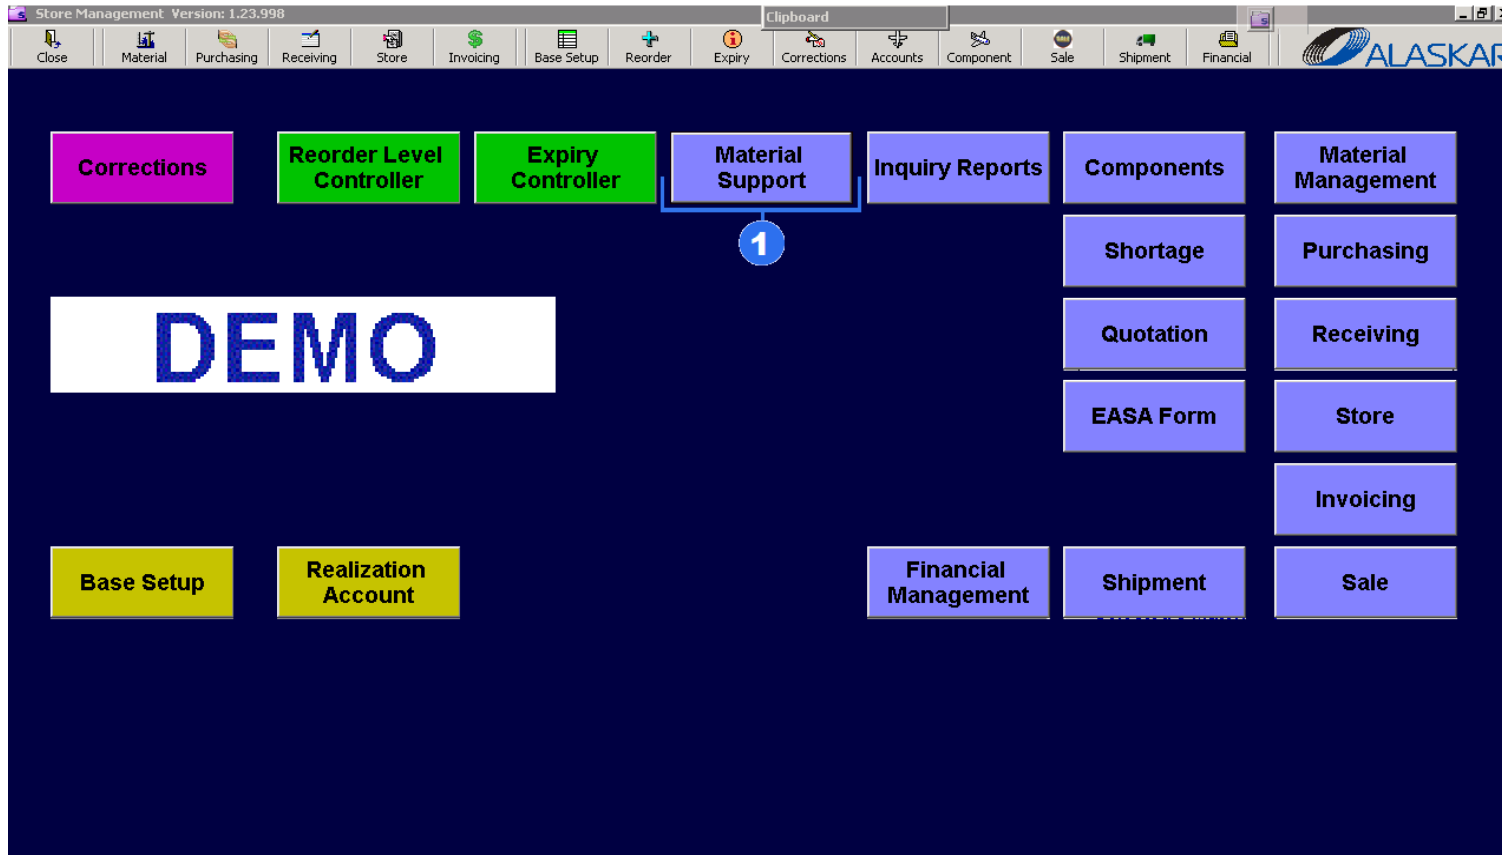 Store Management Version: 1.23.998
Clipboard
Close
Material
Purchasing
Receiving
Store
Invoicing
Base Setup
Reorder
Expiry
Corrections
Accounts
Component
Sale
Shipment
Financial
ALASKAR
Corrections
Reorder Level
Controller
Expiry
Controller
Material
Support
Inquiry Reports
Components
Material
Management
1
Shortage
Purchasing
DEMO
Quotation
Receiving
EASA Form
Store
Invoicing
Base Setup
Realization
Account
Financial
Management
Shipment
Sale